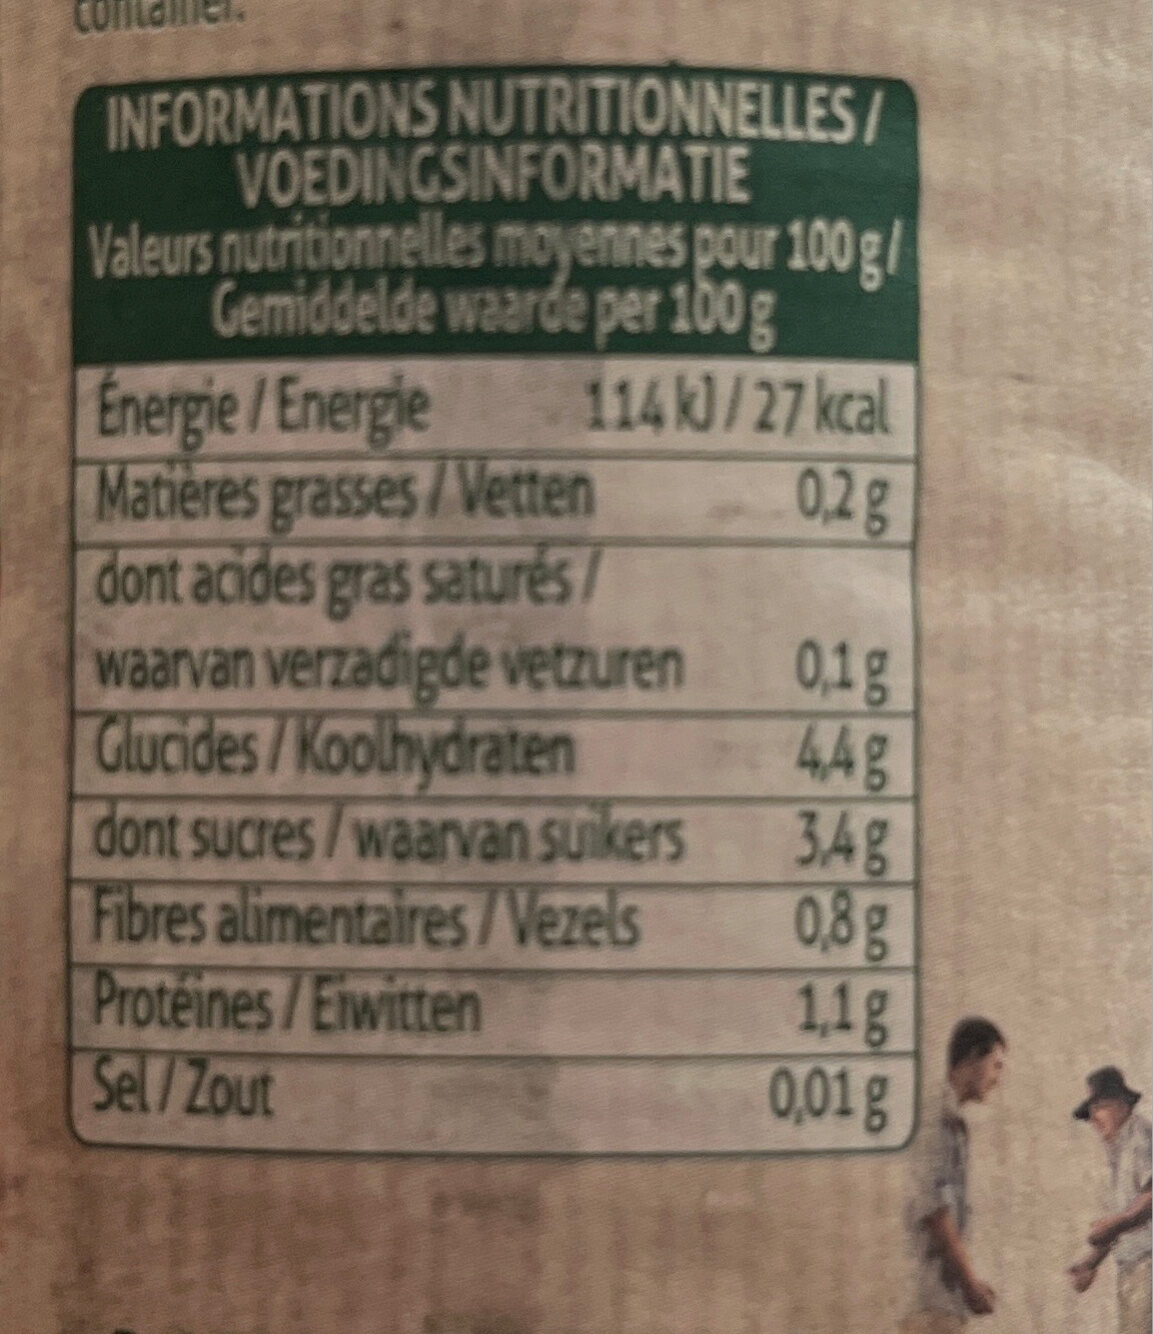 container.
INFORMATIONS NUTRITIONNELLES /
VOEDINGSINFORMATIE
Valeurs nutritionnelles moyennes pour 100 g /
Gemiddelde waarde per 100 g
Énergie / Energie 114 kJ / 27 kcal
Matières grasses / Vetten 0,2 g
dont acides gras saturés /
waarvan verzadigde vetzuren 0,1 g
Glucides / Koolhydraten 4,4 g
dont sucres / waarvan suikers 3,4 g
Fibres alimentaires / Vezels 0,8 g
Protéines / Eiwitten 1,1 g
Sel / Zout 0,01 g